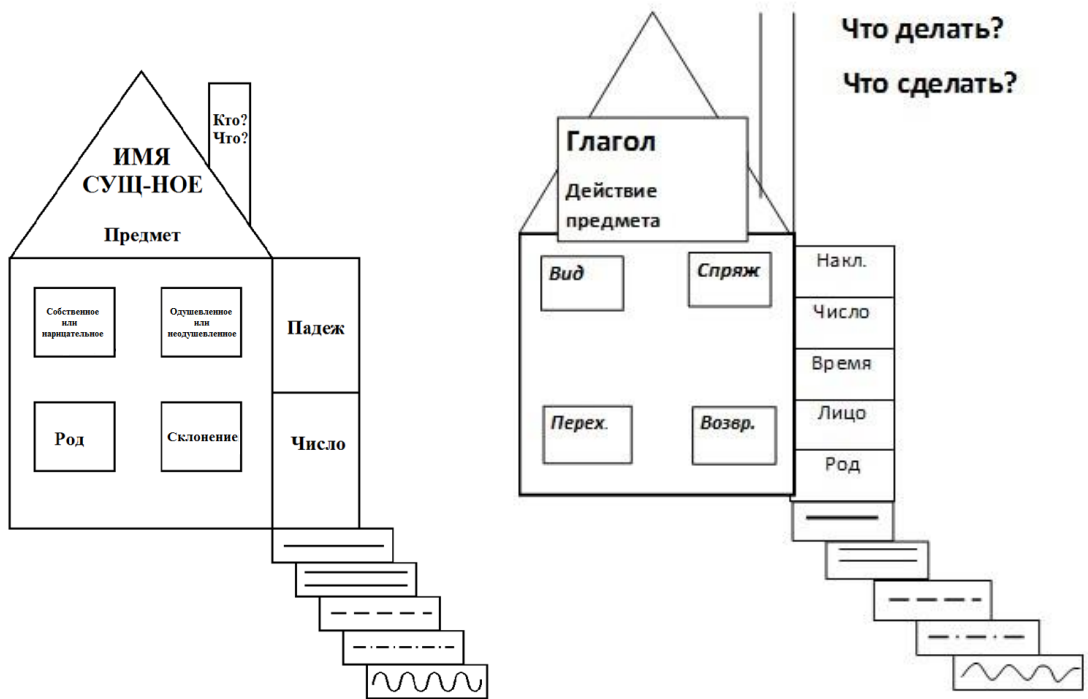 Кто?
Что?
ИМЯ
СУЩ-НОЕ
Предмет
Собственное
или
нарицательное
Одушевленное
или
неодушевленное
Падеж
Род
Склонение
Число
Что делать?
Что сделать?
Глагол
Действие
предмета
Вид
Спряж
Перех.
Возвр.
Накл.
Число
Время
Лицо
Род